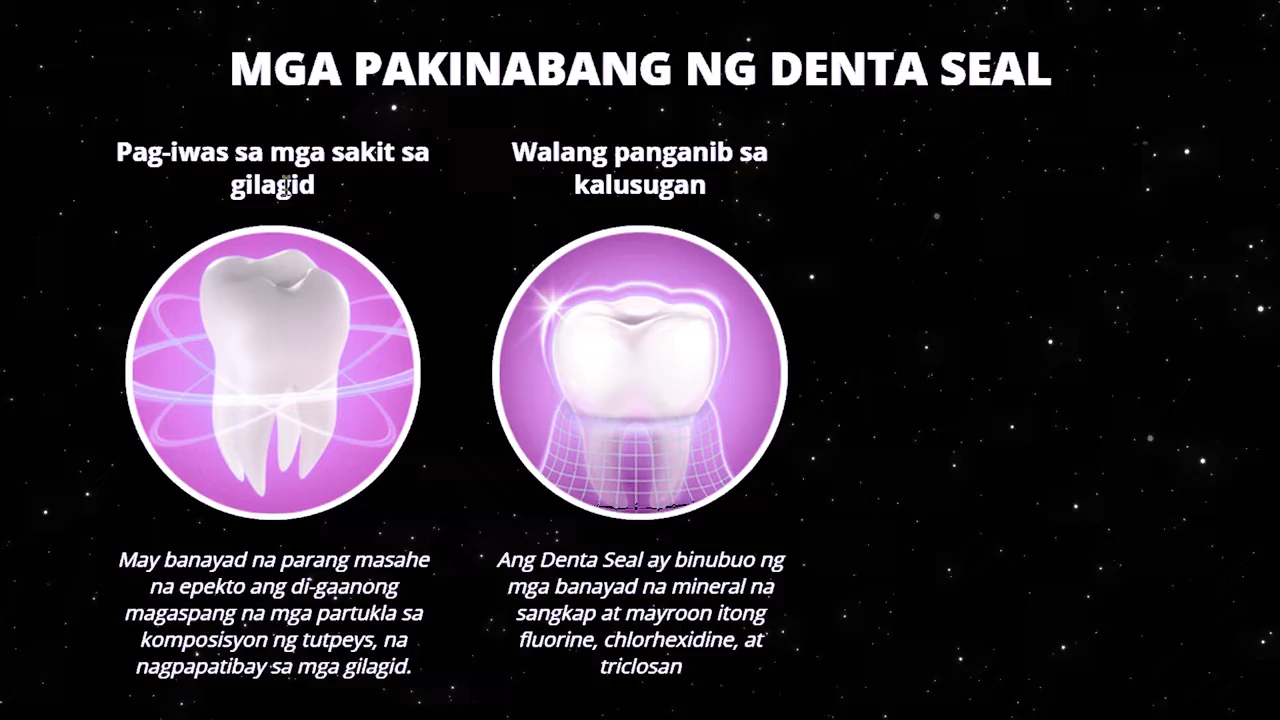 MGA PAKINABANG NG DENTA SEAL
Pag-iwas sa mga sakit sa
gilagid
May banayad na parang masahe
na epekto ang di-gaanong
magaspang na mga partukla sa
komposisyon ng tutpeys, na
nagpapatibay sa mga gilagid.
Walang panganib sa
kalusugan
Ang Denta Seal ay binubuo ng
mga banayad na mineral na
sangkap at mayroon itong
fluorine, chlorhexidine, at
triclosan